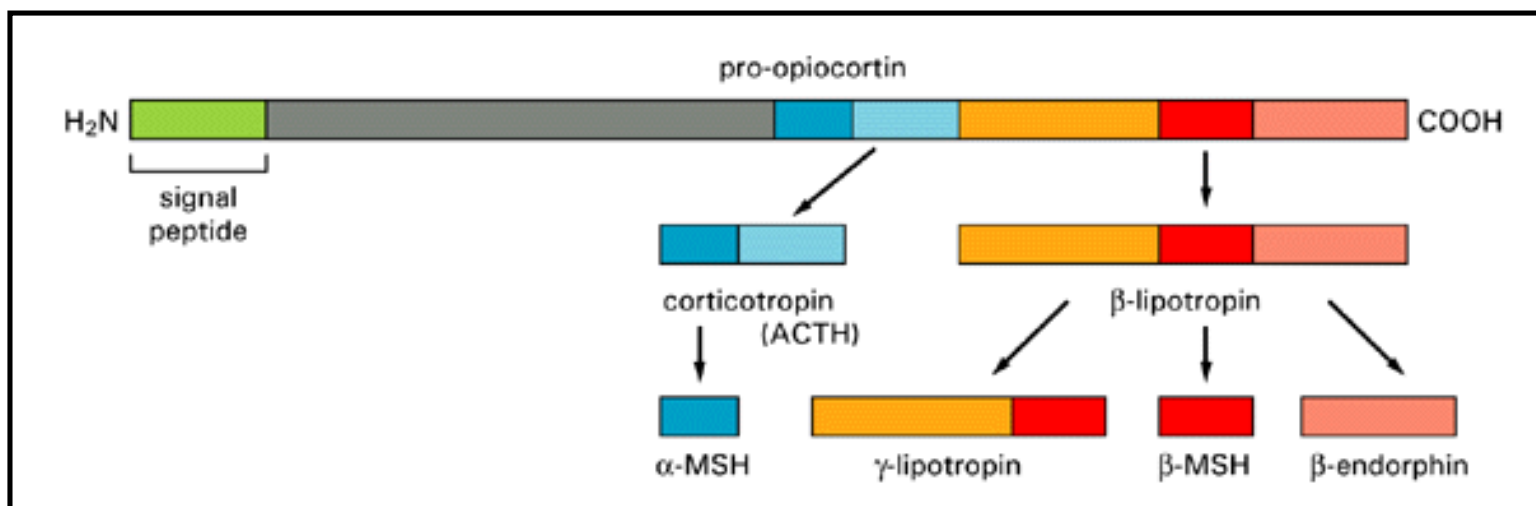 pro-opiocortin
H₂N
COOH
signal
peptide
corticotropin
(ACTH)
β-lipotropin
α-MSH
γ-lipotropin
β-MSH
β-endorphin